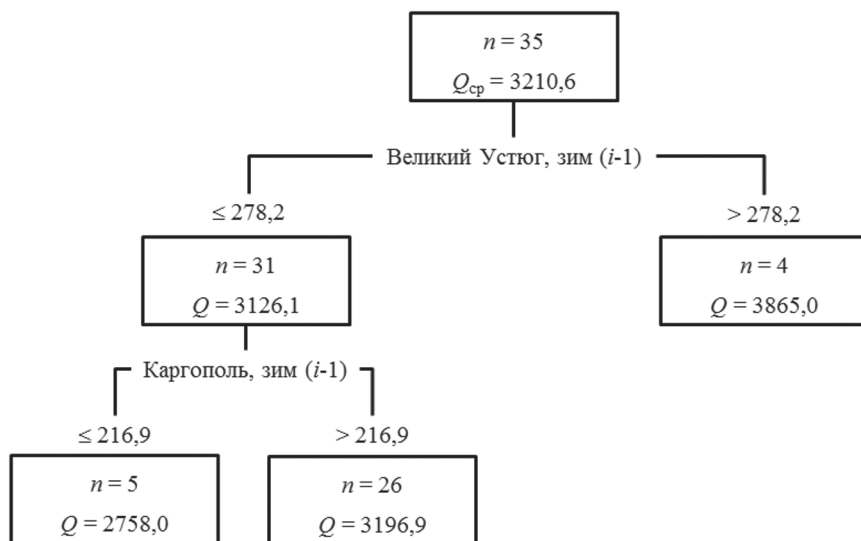 n = 35
Qср = 3210,6
Великий Устюг, зим (i-1)
≤ 278,2
> 278,2
n = 31
Q = 3126,1
n = 4
Q = 3865,0
Каргополь, зим (i-1)
≤ 216,9
> 216,9
n = 5
Q = 2758,0
n = 26
Q = 3196,9